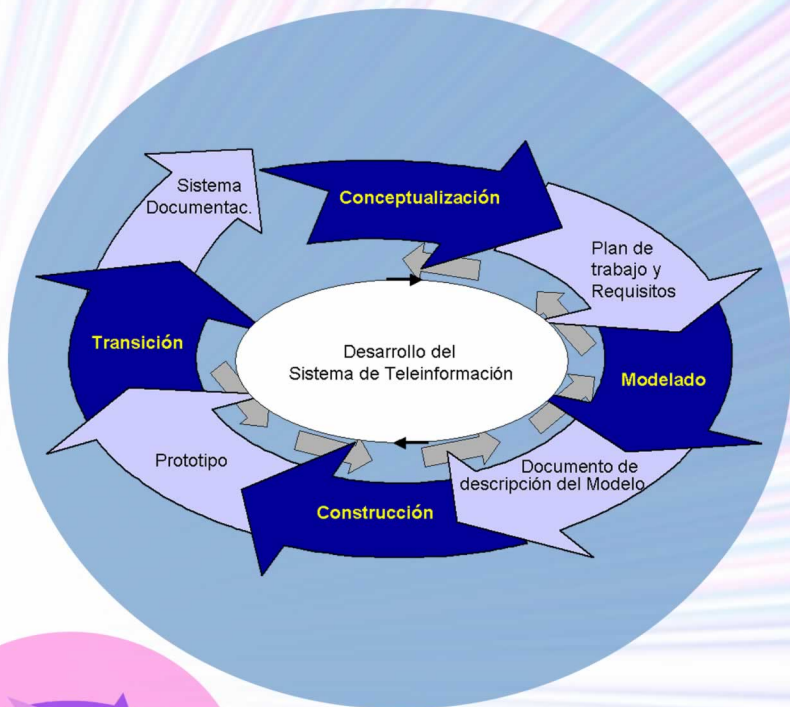 Sistema
Documentac.
Conceptualización
Plan de
trabajo y
Requisitos
Transición
Desarrollo del
Sistema de Teleinformación
Modelado
Prototipo
Documento de
descripción del Modelo
Construcción